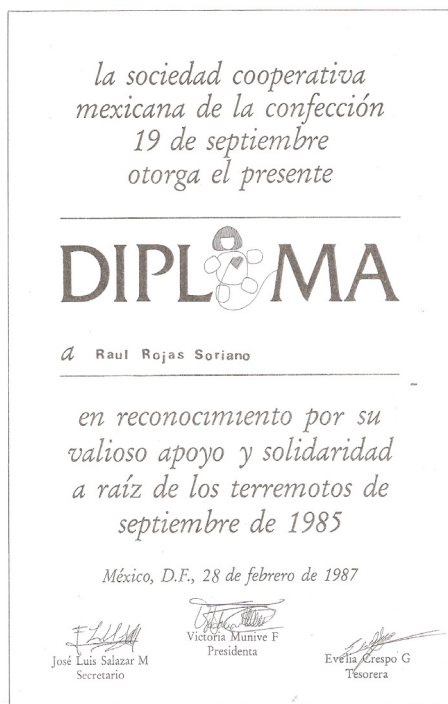 la sociedad cooperativa
mexicana de la confección
19 de septiembre
otorga el presente
DIPLOMA
a Raul Rojas Soriano
en reconocimiento por su
valioso apoyo y solidaridad
a raíz de los terremotos de
septiembre de 1985
México, D.F., 28 de febrero de 1987
José Luis Salazar M
Secretario
Victoria Munive F
Presidenta
Evelia Crespo G
Tesorera